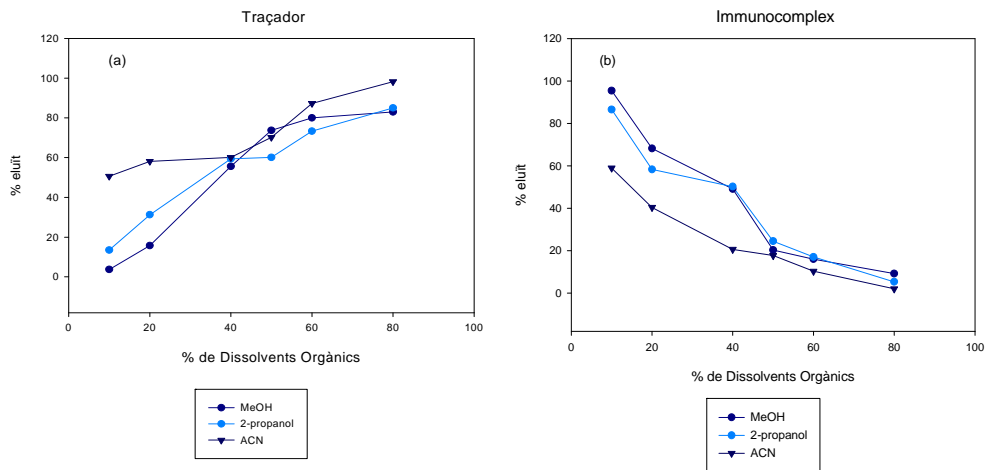 Traçador
120
100
80
60
40
20
0
(a)
% eluït
0 20 40 60 80 100
% de Dissolvents Orgànics
MeOH
2-propanol
ACN
Immunocomplex
120
100
80
60
40
20
0
(b)
% eluït
0 20 40 60 80 100
% de Dissolvents Orgànics
MeOH
2-propanol
ACN